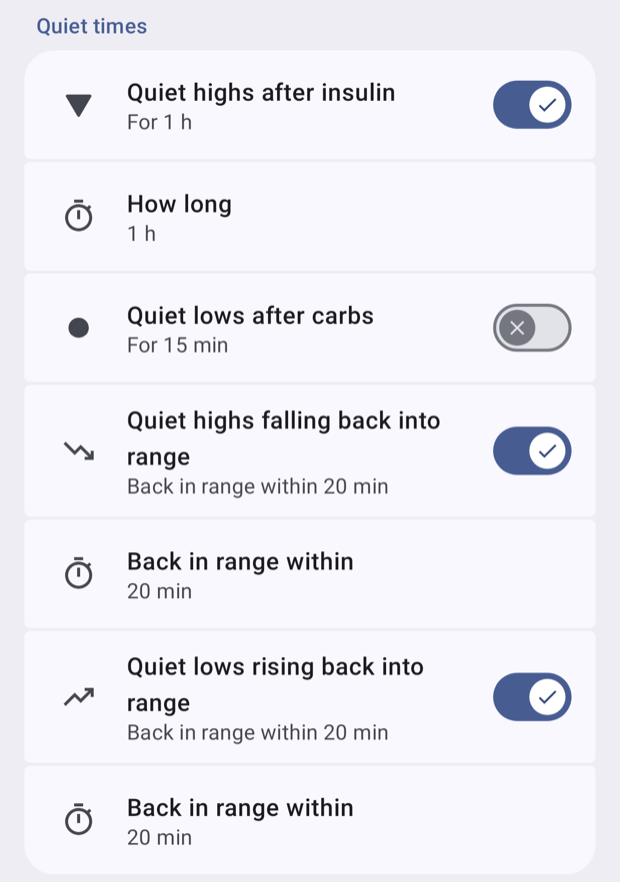 Quiet times
Quiet highs after insulin
For 1 h
How long
1 h
Quiet lows after carbs
For 15 min
Quiet highs falling back into
range
Back in range within 20 min
Back in range within
20 min
Quiet lows rising back into
range
Back in range within 20 min
Back in range within
20 min